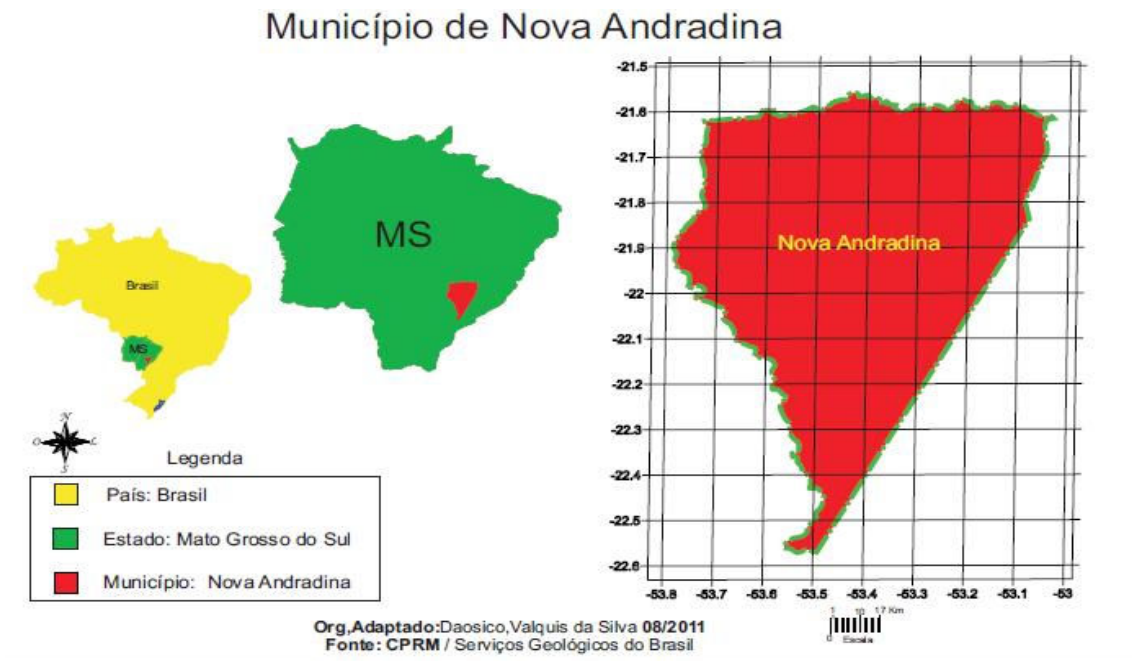 Município de Nova Andradina
Brasil
MS
MS
N
O
L
S
Legenda
País: Brasil
Estado: Mato Grosso do Sul
Município: Nova Andradina
-21.5
-21.6
-21.7
-21.8
-21.9
-22
-22.1
-22.2
-22.3
-22.4
-22.5
-22.6
Nova Andradina
-53.8 -53.7 -53.6 -53.5 -53.4 -53.3 -53.2 -53.1 -53
1 10 17 Km
0 Escala
Org,Adaptado:Daosico,Valquis da Silva 08/2011
Fonte: CPRM / Serviços Geológicos do Brasil